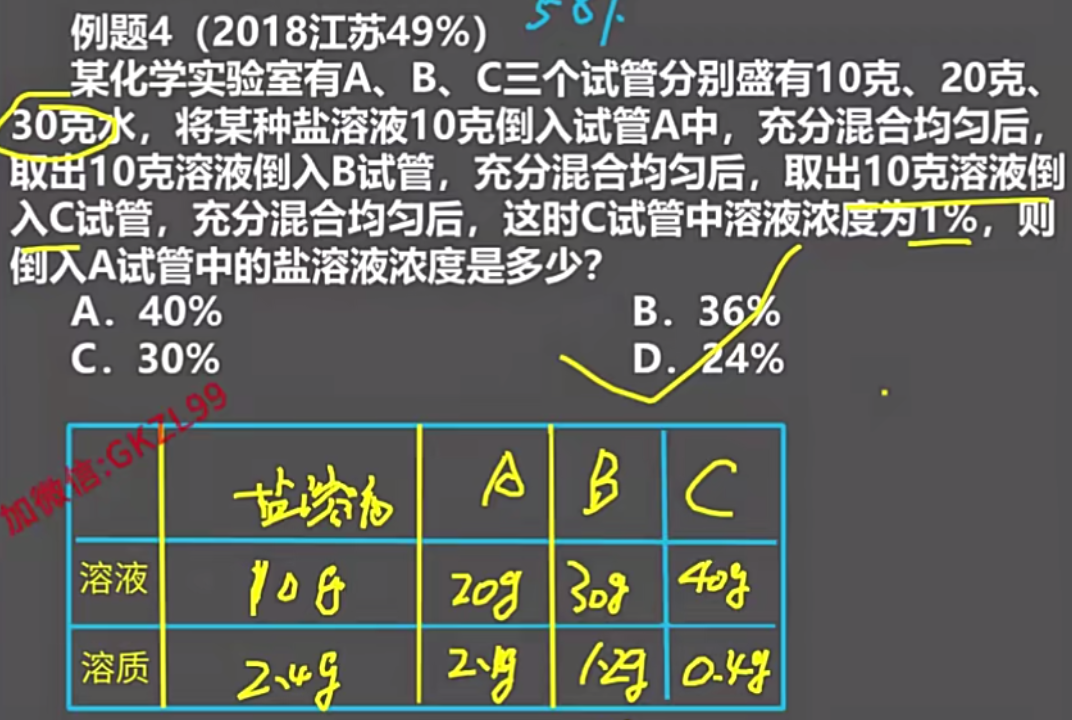 例题4（2018江苏49%） 58%
某化学实验室有A、B、C三个试管分别盛有10克、20克、
30克水，将某种盐溶液10克倒入试管A中，充分混合均匀后，
取出10克溶液倒入B试管，充分混合均匀后，取出10克溶液倒
入C试管，充分混合均匀后，这时C试管中溶液浓度为1%，则
倒入A试管中的盐溶液浓度是多少？
A. 40% B. 36%
C. 30% D. 24%
加微信:GKZL99
盐溶液 A B C
溶液 10g 20g 30g 40g
溶质 2.4g 1.2g 0.4g